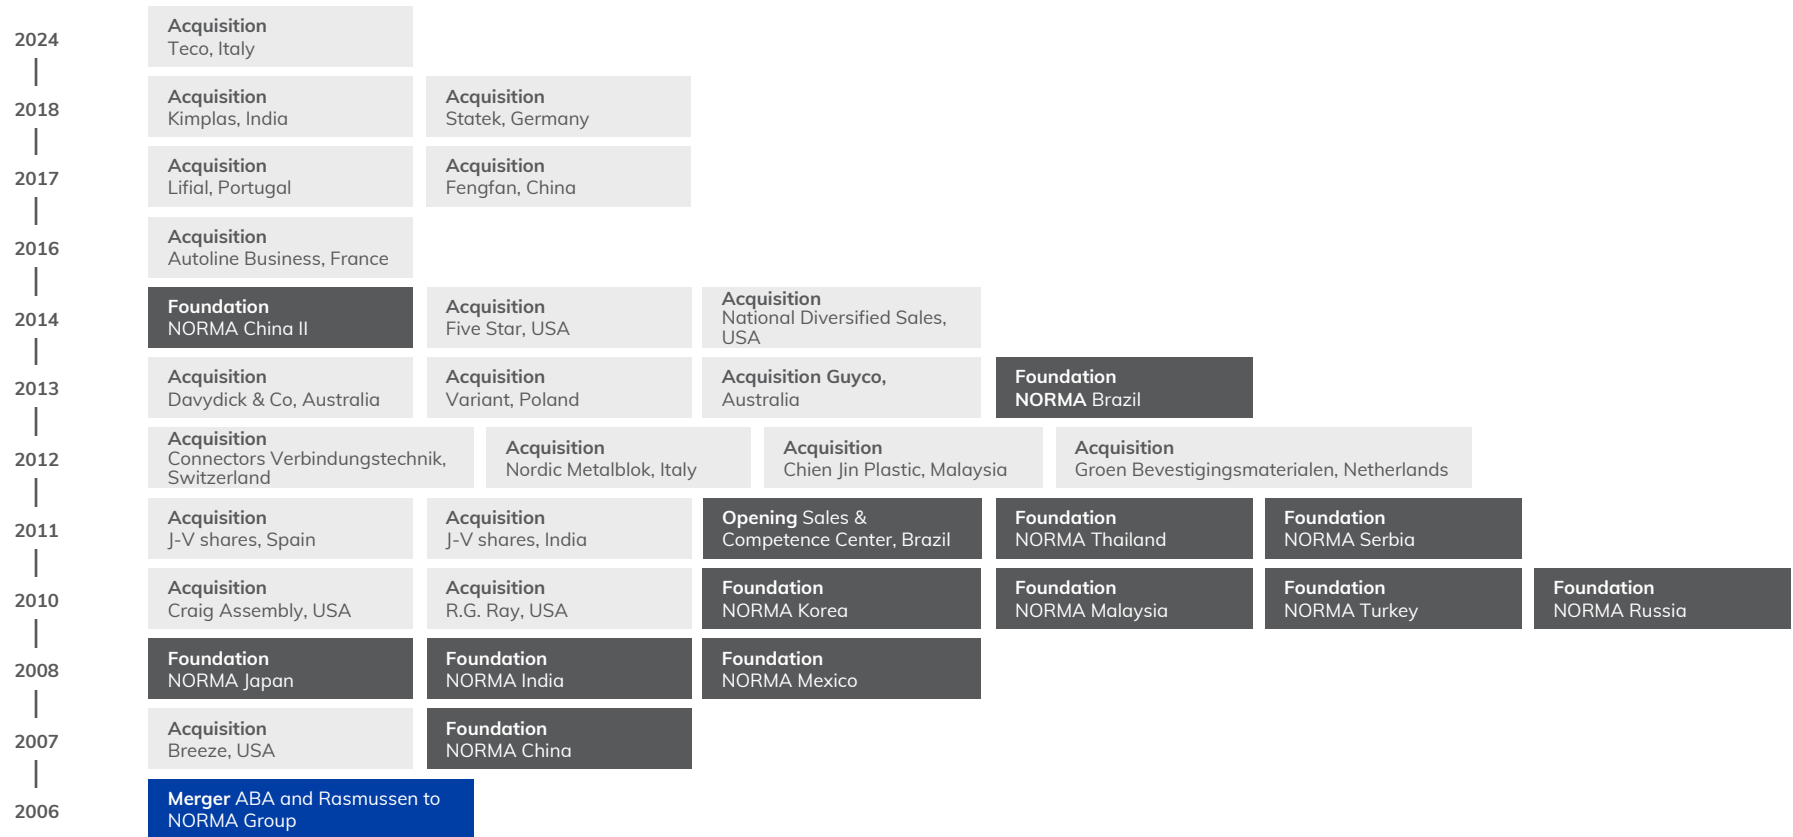 2024
Acquisition
Teco, Italy
2018
Acquisition
Kimplas, India
Acquisition
Statek, Germany
2017
Acquisition
Lifial, Portugal
Acquisition
Fengfan, China
2016
Acquisition
Autoline Business, France
2014
Foundation
NORMA China II
Acquisition
Five Star, USA
Acquisition
National Diversified Sales,
USA
2013
Acquisition
Davydick & Co, Australia
Acquisition
Variant, Poland
Acquisition Guyco,
Australia
Foundation
NORMA Brazil
2012
Acquisition
Connectors Verbindungstechnik,
Switzerland
Acquisition
Nordic Metalblok, Italy
Acquisition
Chien Jin Plastic, Malaysia
Acquisition
Groen Bevestigingsmaterialen, Netherlands
2011
Acquisition
J-V shares, Spain
Acquisition
J-V shares, India
Opening Sales &
Competence Center, Brazil
Foundation
NORMA Thailand
Foundation
NORMA Serbia
2010
Acquisition
Craig Assembly, USA
Acquisition
R.G. Ray, USA
Foundation
NORMA Korea
Foundation
NORMA Malaysia
Foundation
NORMA Turkey
Foundation
NORMA Russia
2008
Foundation
NORMA Japan
Foundation
NORMA India
Foundation
NORMA Mexico
2007
Acquisition
Breeze, USA
Foundation
NORMA China
2006
Merger ABA and Rasmussen to
NORMA Group